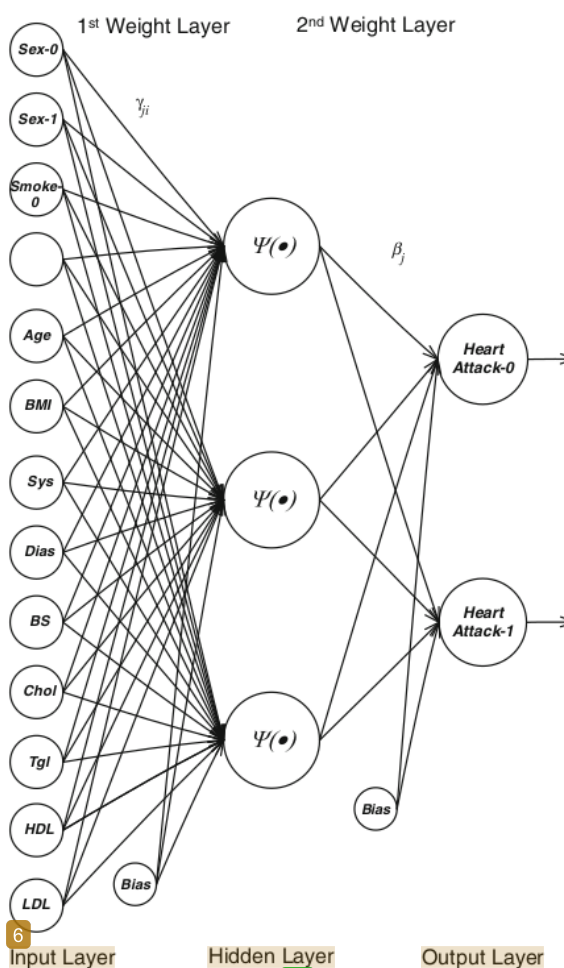 1st Weight Layer
2nd Weight Layer
Sex-0
γji
Sex-1
Smoke-
0
Ψ(•)
βj
Age
Heart
Attack-0
BMI
Sys
Ψ(•)
Dias
BS
Heart
Attack-1
Chol
Ψ(•)
Tgl
HDL
Bias
Bias
LDL
6
Input Layer
Hidden Layer
Output Layer